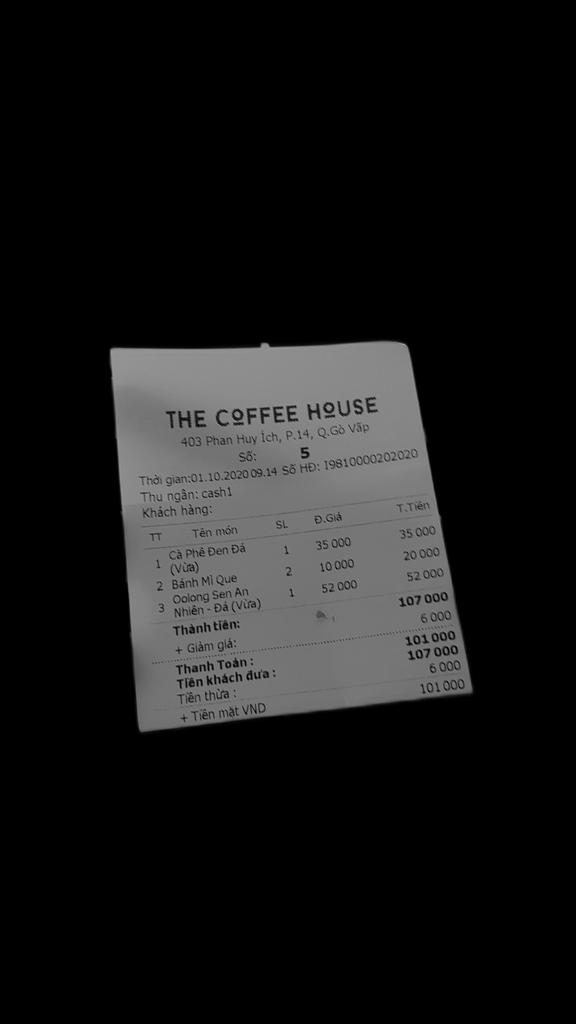 THE COFFEE HOUSE
403 Phan Huy Ích, P.14, Q.Gò Vấp
Số: 5
Thời gian:01.10.2020 09.14 Số HĐ: I9810000202020
Thu ngân: cash1
Khách hàng:
TT Tên món SL Đ.Giá T.Tiền
1 Cà Phê Đen Đá (Vừa) 1 35 000 35 000
2 Bánh Mì Que 2 10 000 20 000
3 Oolong Sen An Nhiên - Đá (Vừa) 1 52 000 52 000
Thành tiền: 107 000
+ Giảm giá: 6 000
Thanh Toán : 101 000
Tiền khách đưa : 107 000
Tiền thừa : 6 000
+ Tiền mặt VND 101 000